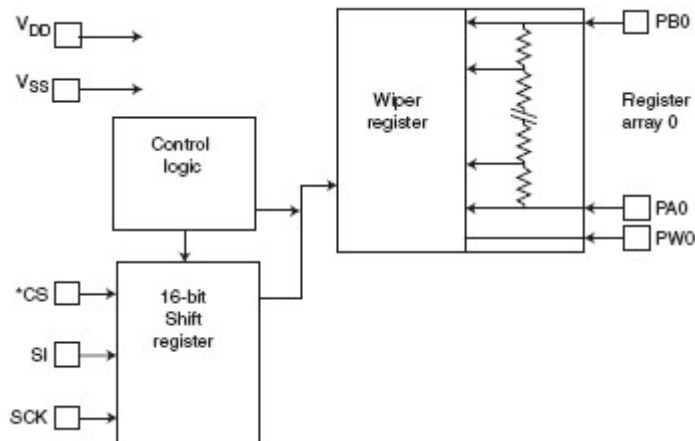 VDD
VSS
Control
logic
*CS
SI
SCK
16-bit
Shift
register
Wiper
register
PB0
Register
array 0
PA0
PW0